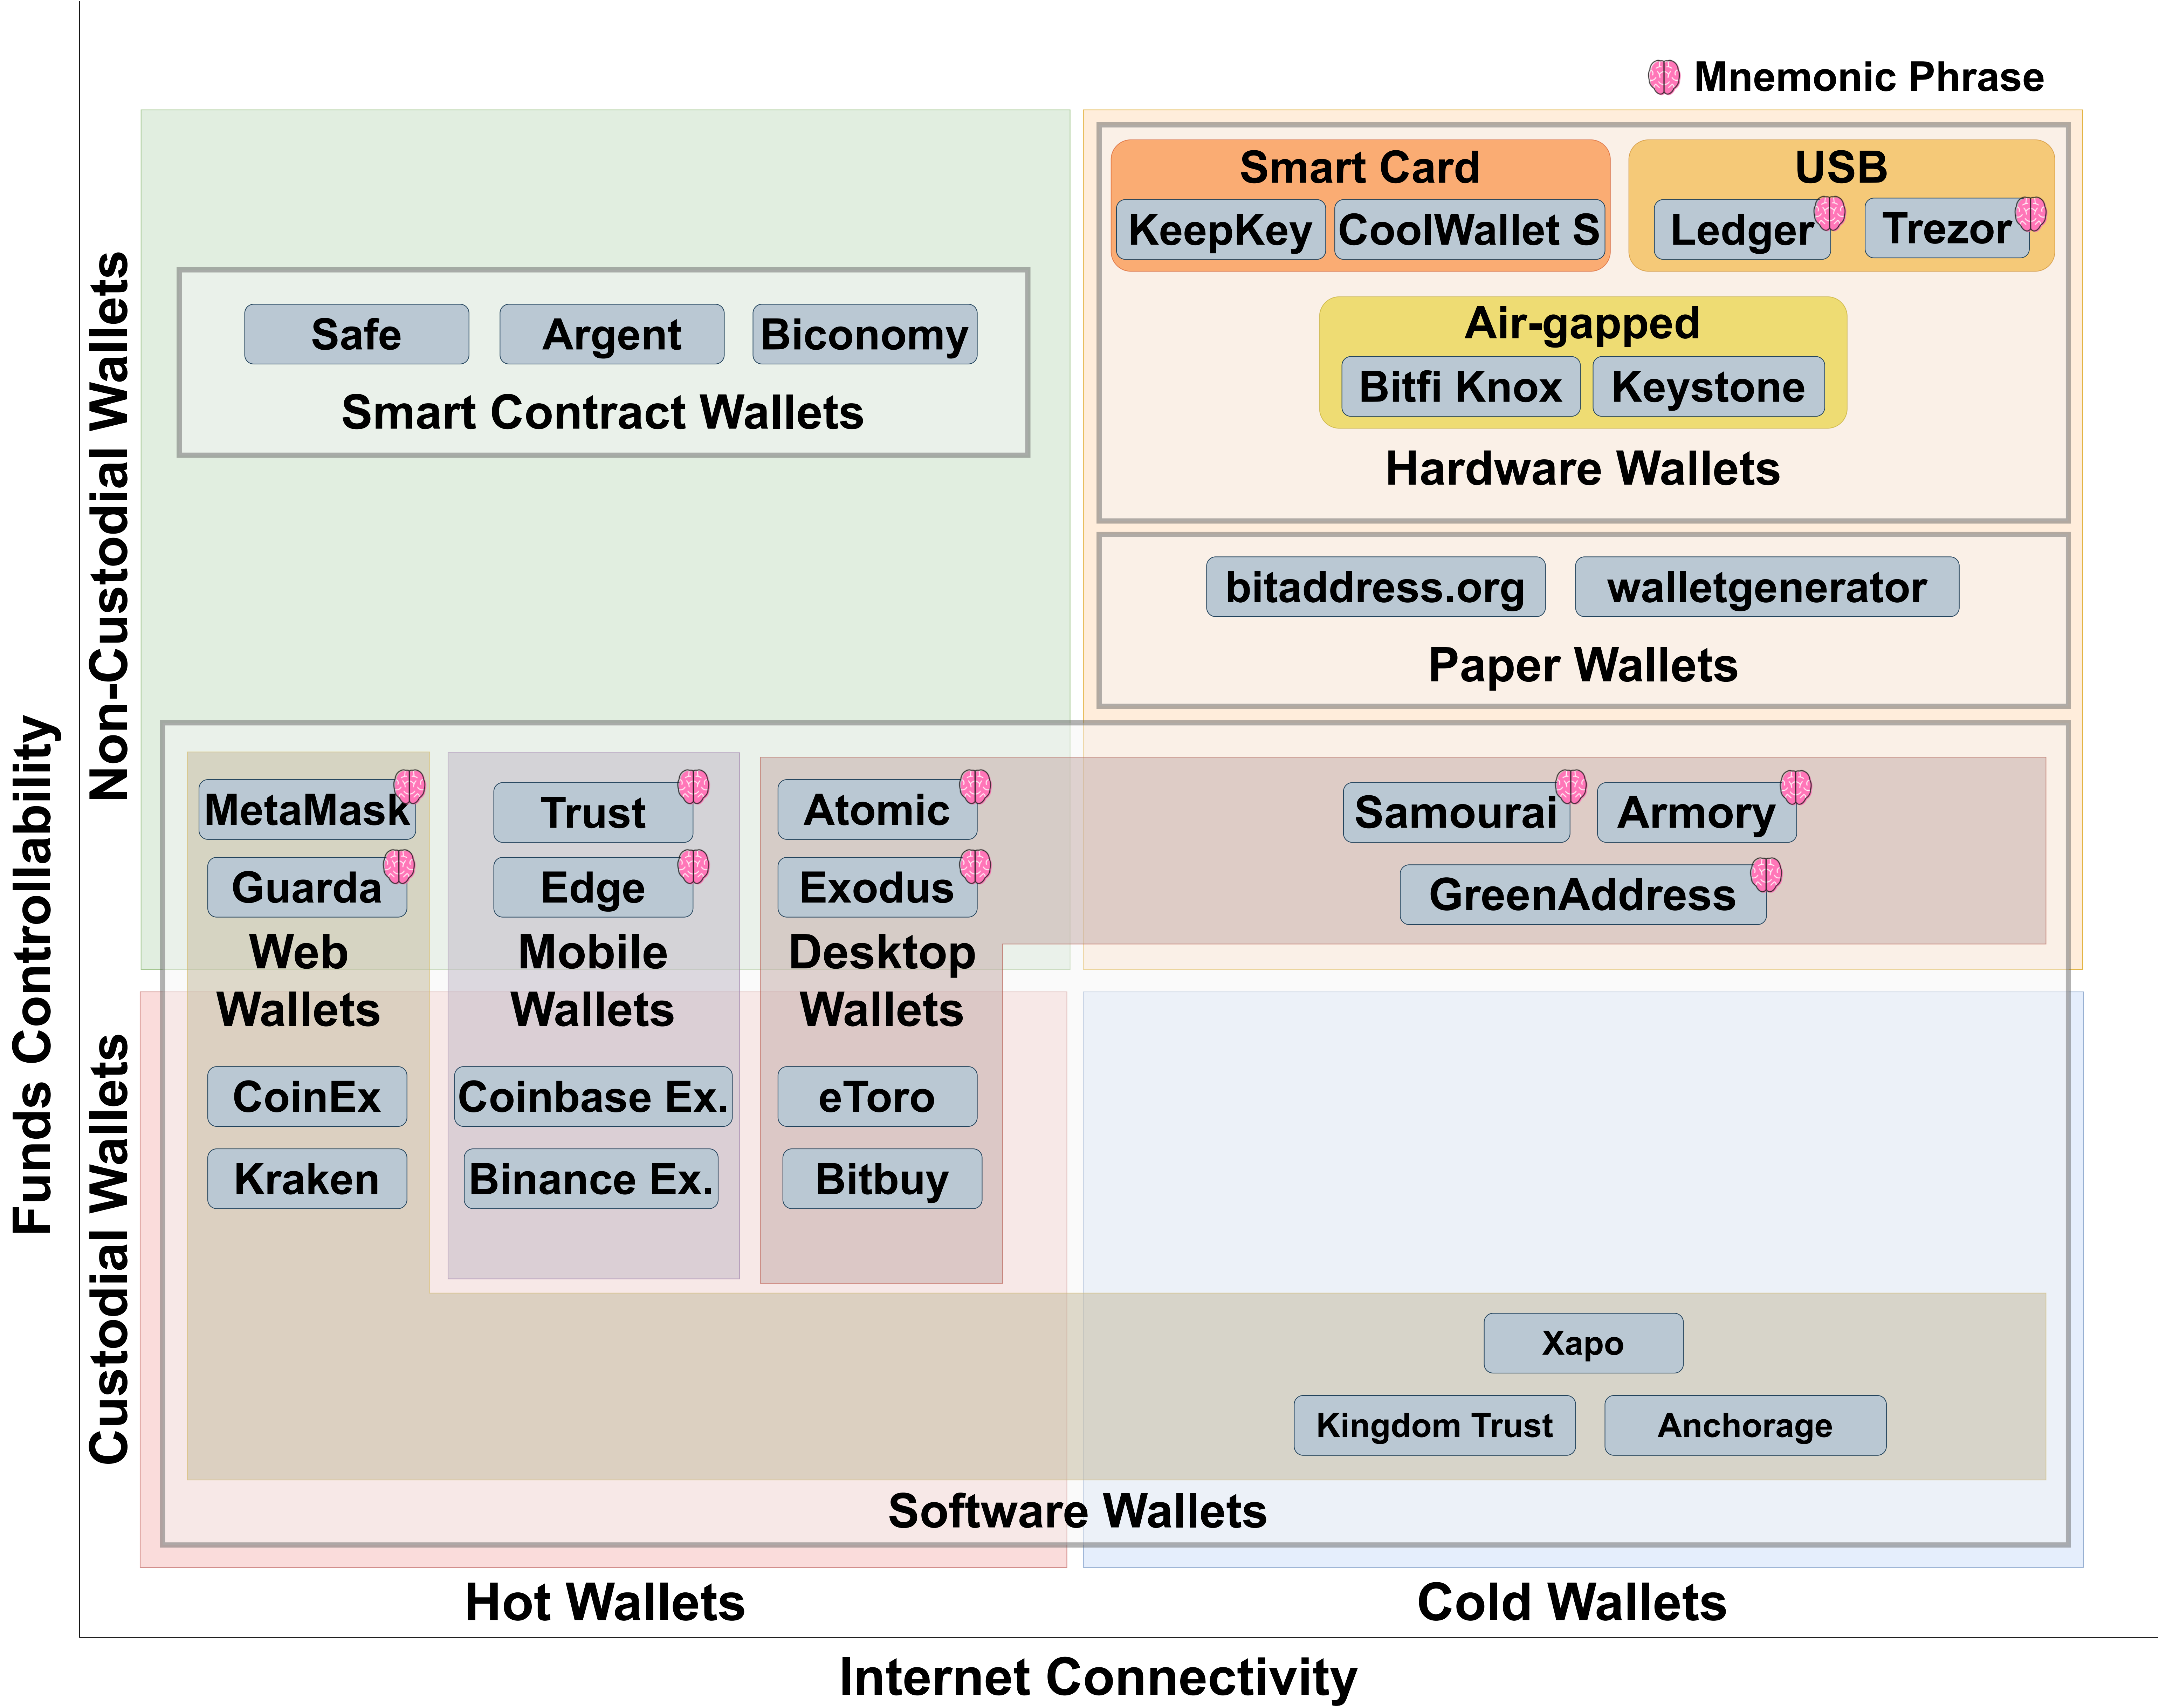 Mnemonic Phrase
Smart Card
USB
KeepKey
CoolWallet S
Ledger
Trezor
Safe
Argent
Biconomy
Smart Contract Wallets
Air-gapped
Bitfi Knox
Keystone
Hardware Wallets
bitaddress.org
walletgenerator
Paper Wallets
Non-Custodial Wallets
Funds Controllability
Custodial Wallets
MetaMask
Guarda
Web
Wallets
CoinEx
Kraken
Trust
Edge
Mobile
Wallets
Coinbase Ex.
Binance Ex.
Atomic
Exodus
Desktop
Wallets
eToro
Bitbuy
Samourai
Armory
GreenAddress
Xapo
Kingdom Trust
Anchorage
Software Wallets
Hot Wallets
Cold Wallets
Internet Connectivity